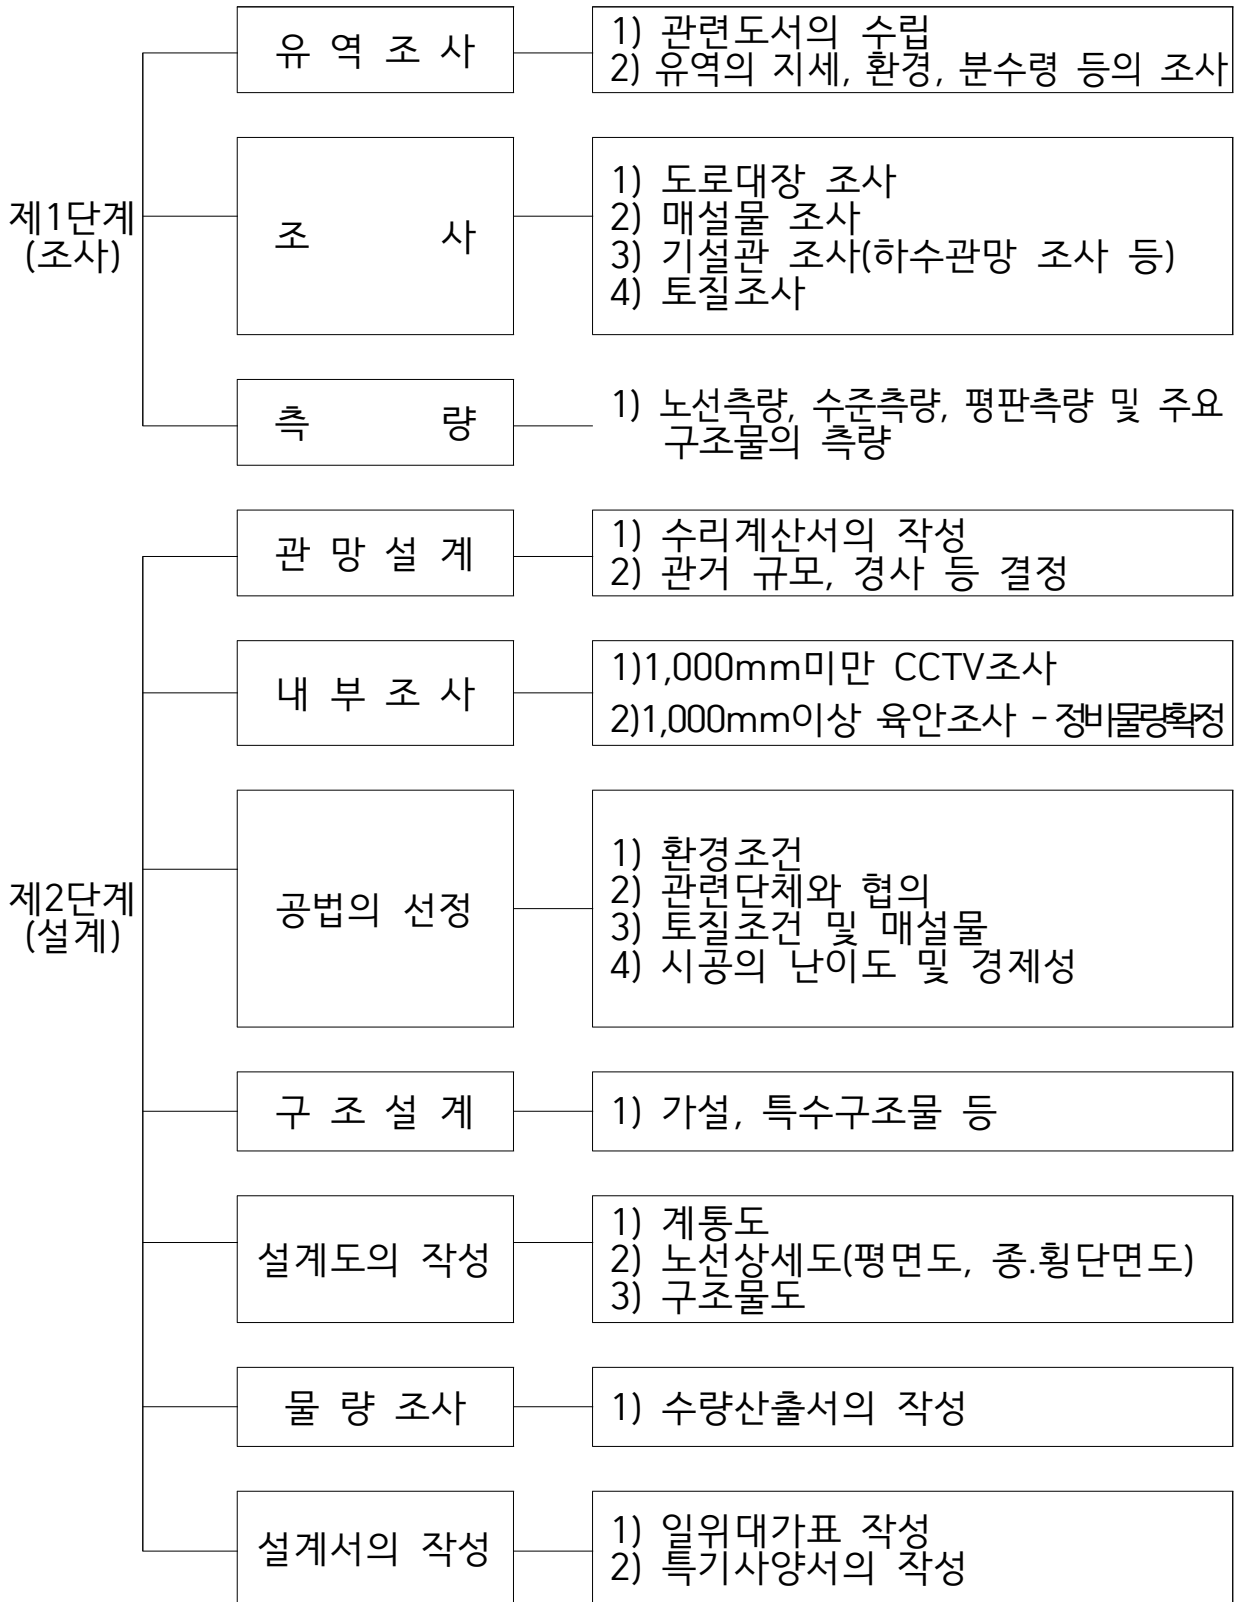 제1단계
(조사)
유 역 조 사
1) 관련도서의 수립
2) 유역의 지세, 환경, 분수령 등의 조사
조 사
1) 도로대장 조사
2) 매설물 조사
3) 기설관 조사(하수관망 조사 등)
4) 토질조사
측 량
1) 노선측량, 수준측량, 평판측량 및 주요
구조물의 측량
제2단계
(설계)
관 망 설 계
1) 수리계산서의 작성
2) 관거 규모, 경사 등 결정
내 부 조 사
1)1,000mm미만 CCTV조사
2)1,000mm이상 육안조사 - 정비물량확정
공법의 선정
1) 환경조건
2) 관련단체와 협의
3) 토질조건 및 매설물
4) 시공의 난이도 및 경제성
구 조 설 계
1) 가설, 특수구조물 등
설계도의 작성
1) 계통도
2) 노선상세도(평면도, 종.횡단면도)
3) 구조물도
물 량 조사
1) 수량산출서의 작성
설계서의 작성
1) 일위대가표 작성
2) 특기사양서의 작성